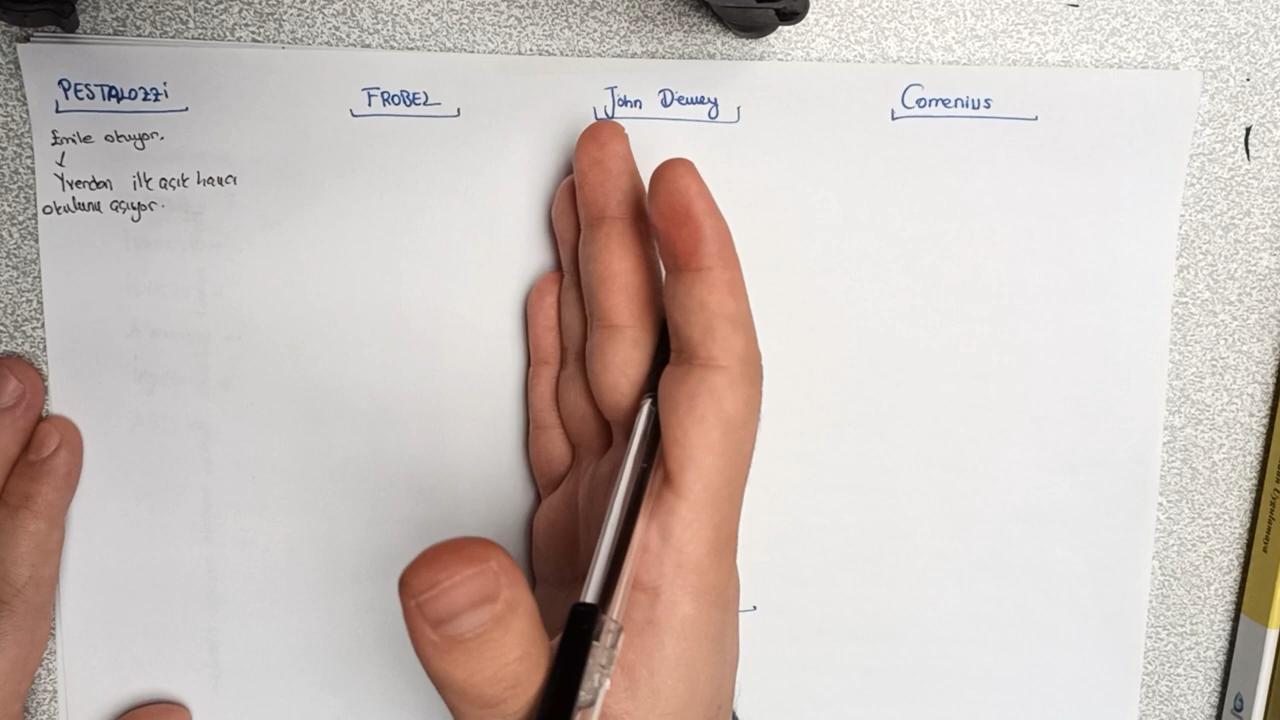 PESTALOZZi
FROBEL
John Dewey
Comenius
Emile okuyor.
Yverdon ilk açık hava
okulunu açıyor.